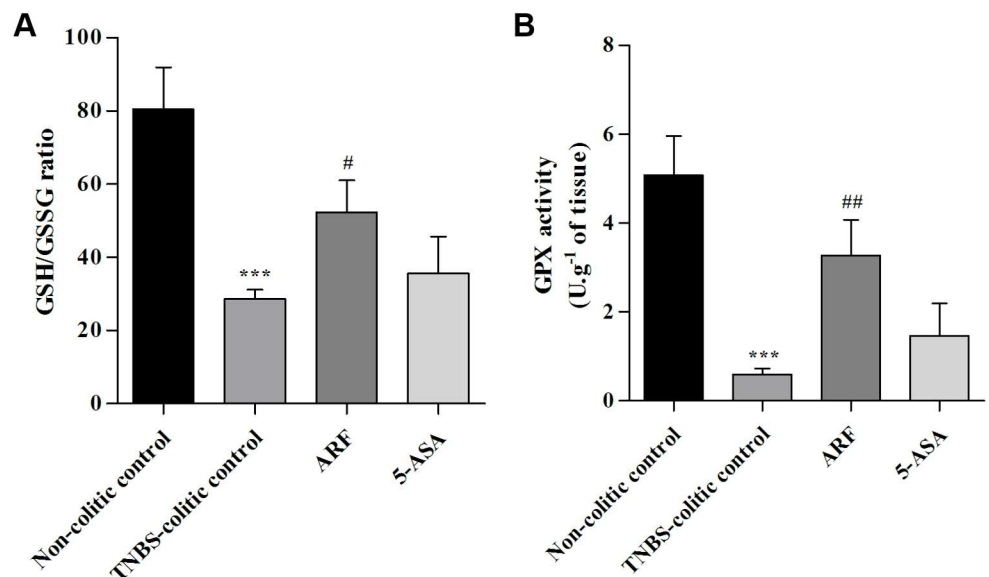 A
GSH/GSSG ratio
100
80
60
40
20
0
***
#
Non-colitic control
TNBS-colitic control
ARF
5-ASA
B
GPX activity
(U.g-1 of tissue)
8
6
4
2
0
***
##
Non-colitic control
TNBS-colitic control
ARF
5-ASA